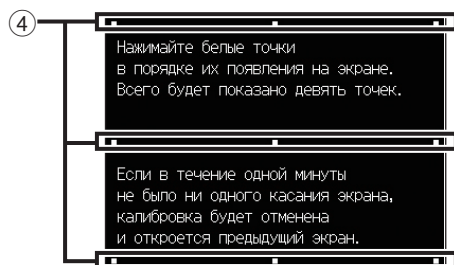 4
Нажимайте белые точки
в порядке их появления на экране.
Всего будет показано девять точек.
Если в течение одной минуты
не было ни одного касания экрана,
калибровка будет отменена
и откроется предыдущий экран.